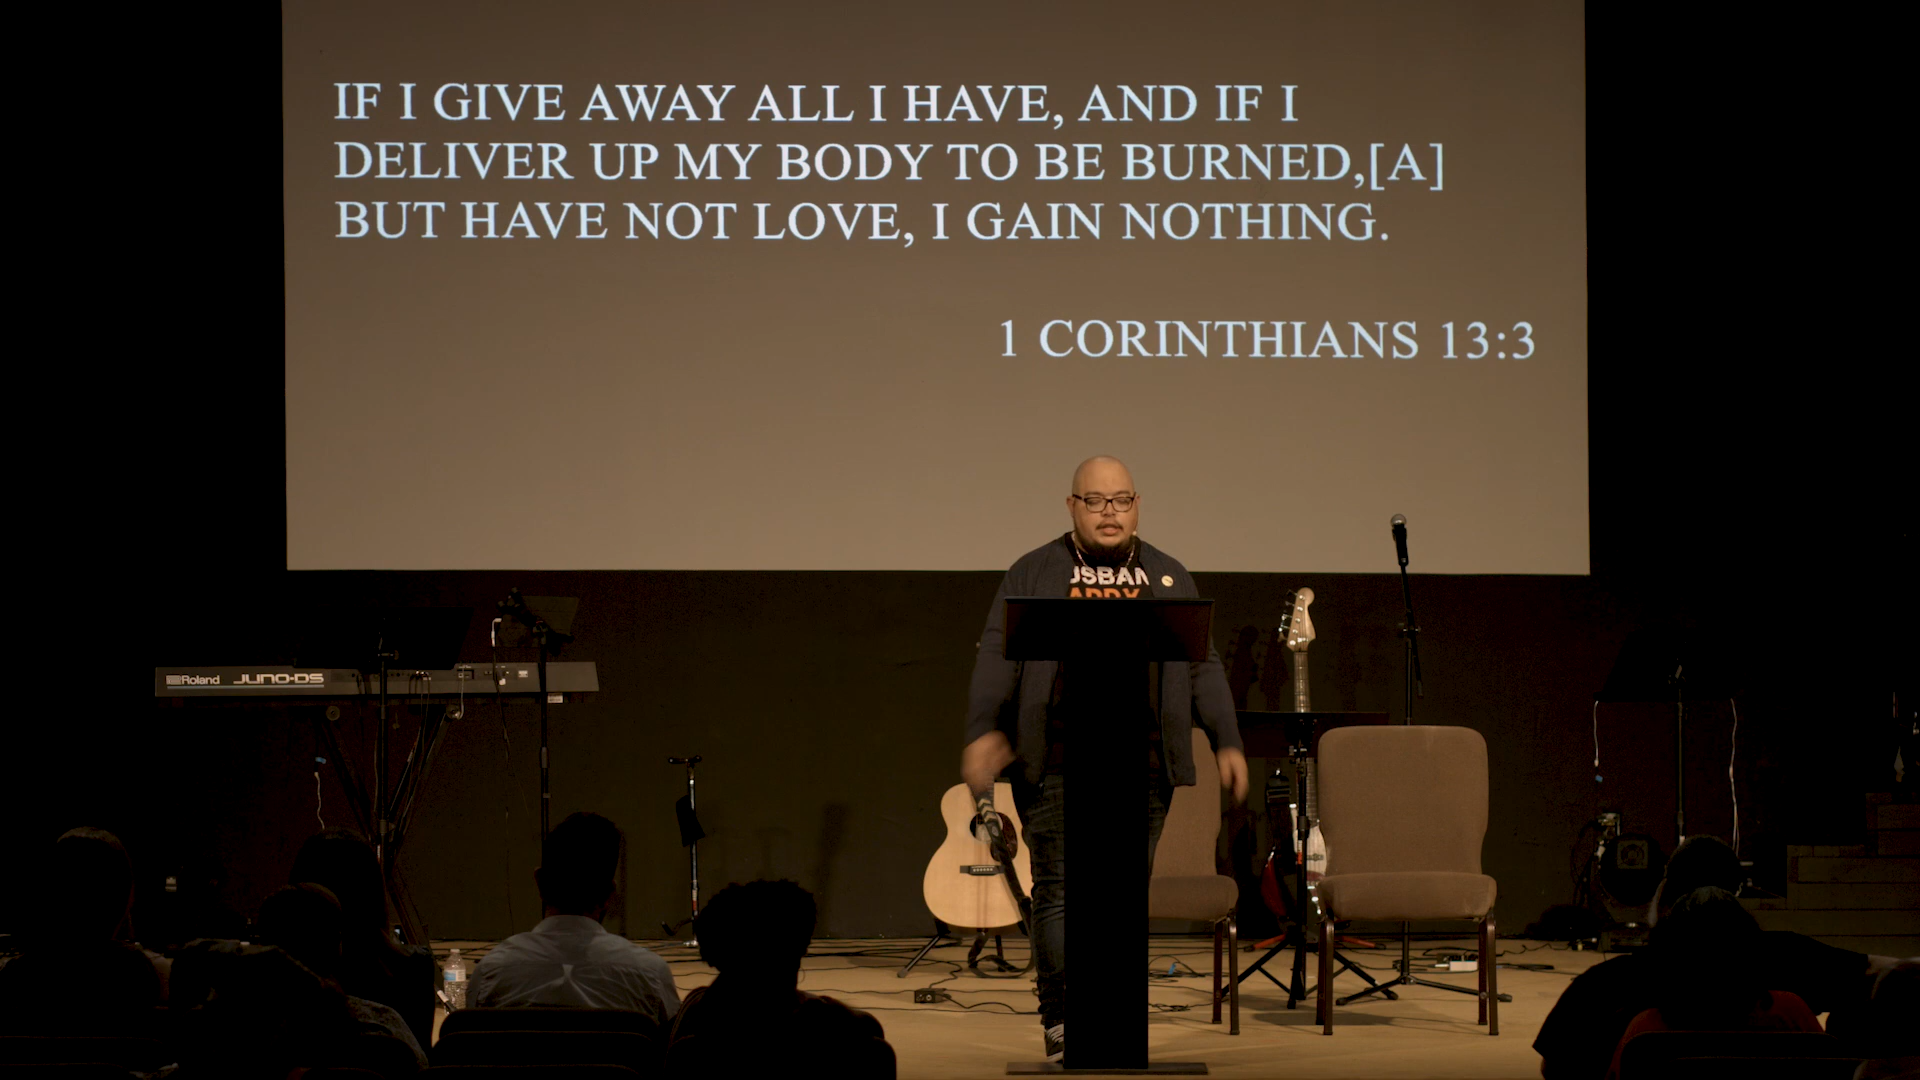 IF I GIVE AWAY ALL I HAVE, AND IF I
DELIVER UP MY BODY TO BE BURNED,[A]
BUT HAVE NOT LOVE, I GAIN NOTHING.
1 CORINTHIANS 13:3
USBAN
Roland JUNO-DS